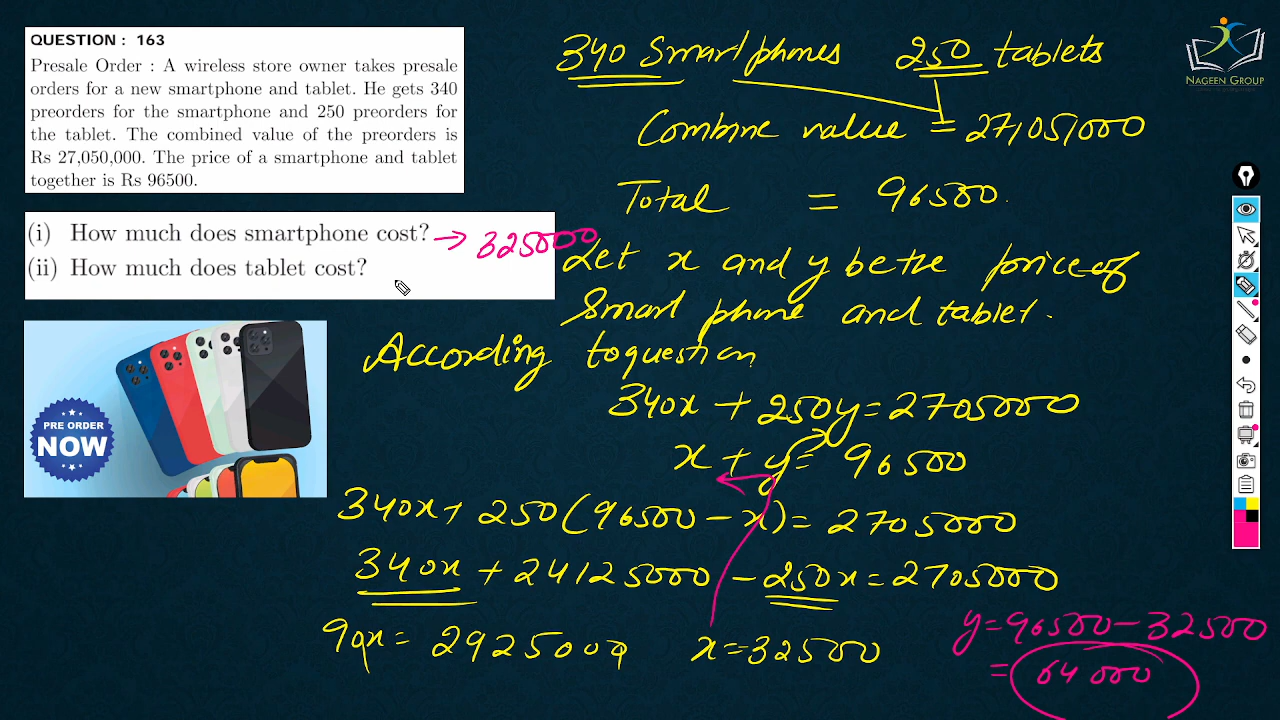 QUESTION : 163
Presale Order : A wireless store owner takes presale
orders for a new smartphone and tablet. He gets 340
preorders for the smartphone and 250 preorders for
the tablet. The combined value of the preorders is
Rs 27,050,000. The price of a smartphone and tablet
together is Rs 96500.
(i) How much does smartphone cost? → 325000
(ii) How much does tablet cost?
PRE ORDER
NOW
340 Smartphones 250 tablets
Combine value = 27,051000
Total = 96500
Let x and y be the price of
Smart phone and tablet.
According to question
340x + 250y = 2705000
x + y = 96500
340x + 250(96500 - x) = 2705000
340x + 24125000 - 250x = 2705000
90x = 2925000 x = 32500
y = 96500 - 32500
= 64000
NAGEEN GROUP